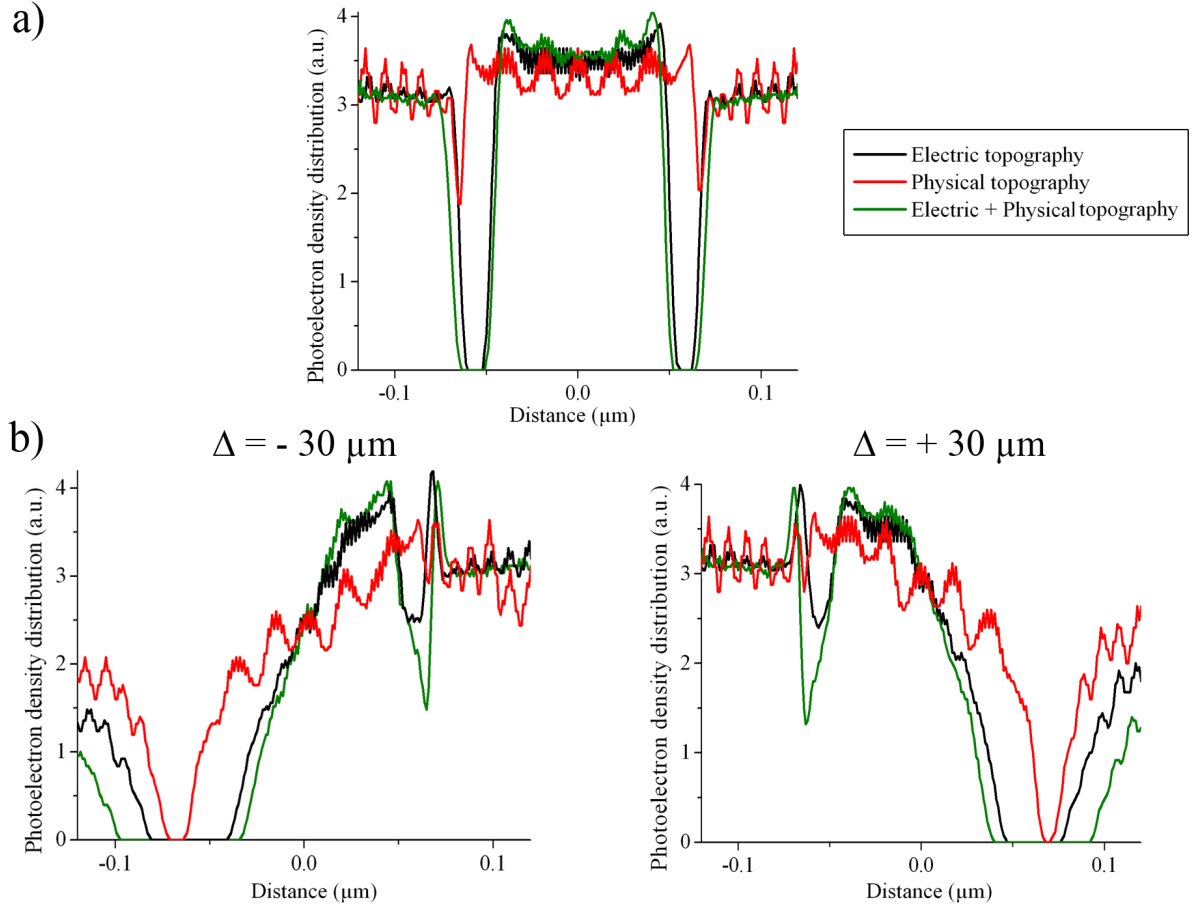 a)
Photoelectron density distribution (a.u.)
4
3
2
1
0
-0.1
0.0
0.1
Distance (µm)
Electric topography
Physical topography
Electric + Physical topography
b)
Δ = - 30 µm
Photoelectron density distribution (a.u.)
4
3
2
1
0
-0.1
0.0
0.1
Distance (µm)
Δ = + 30 µm
Photoelectron density distribution (a.u.)
4
3
2
1
0
-0.1
0.0
0.1
Distance (µm)